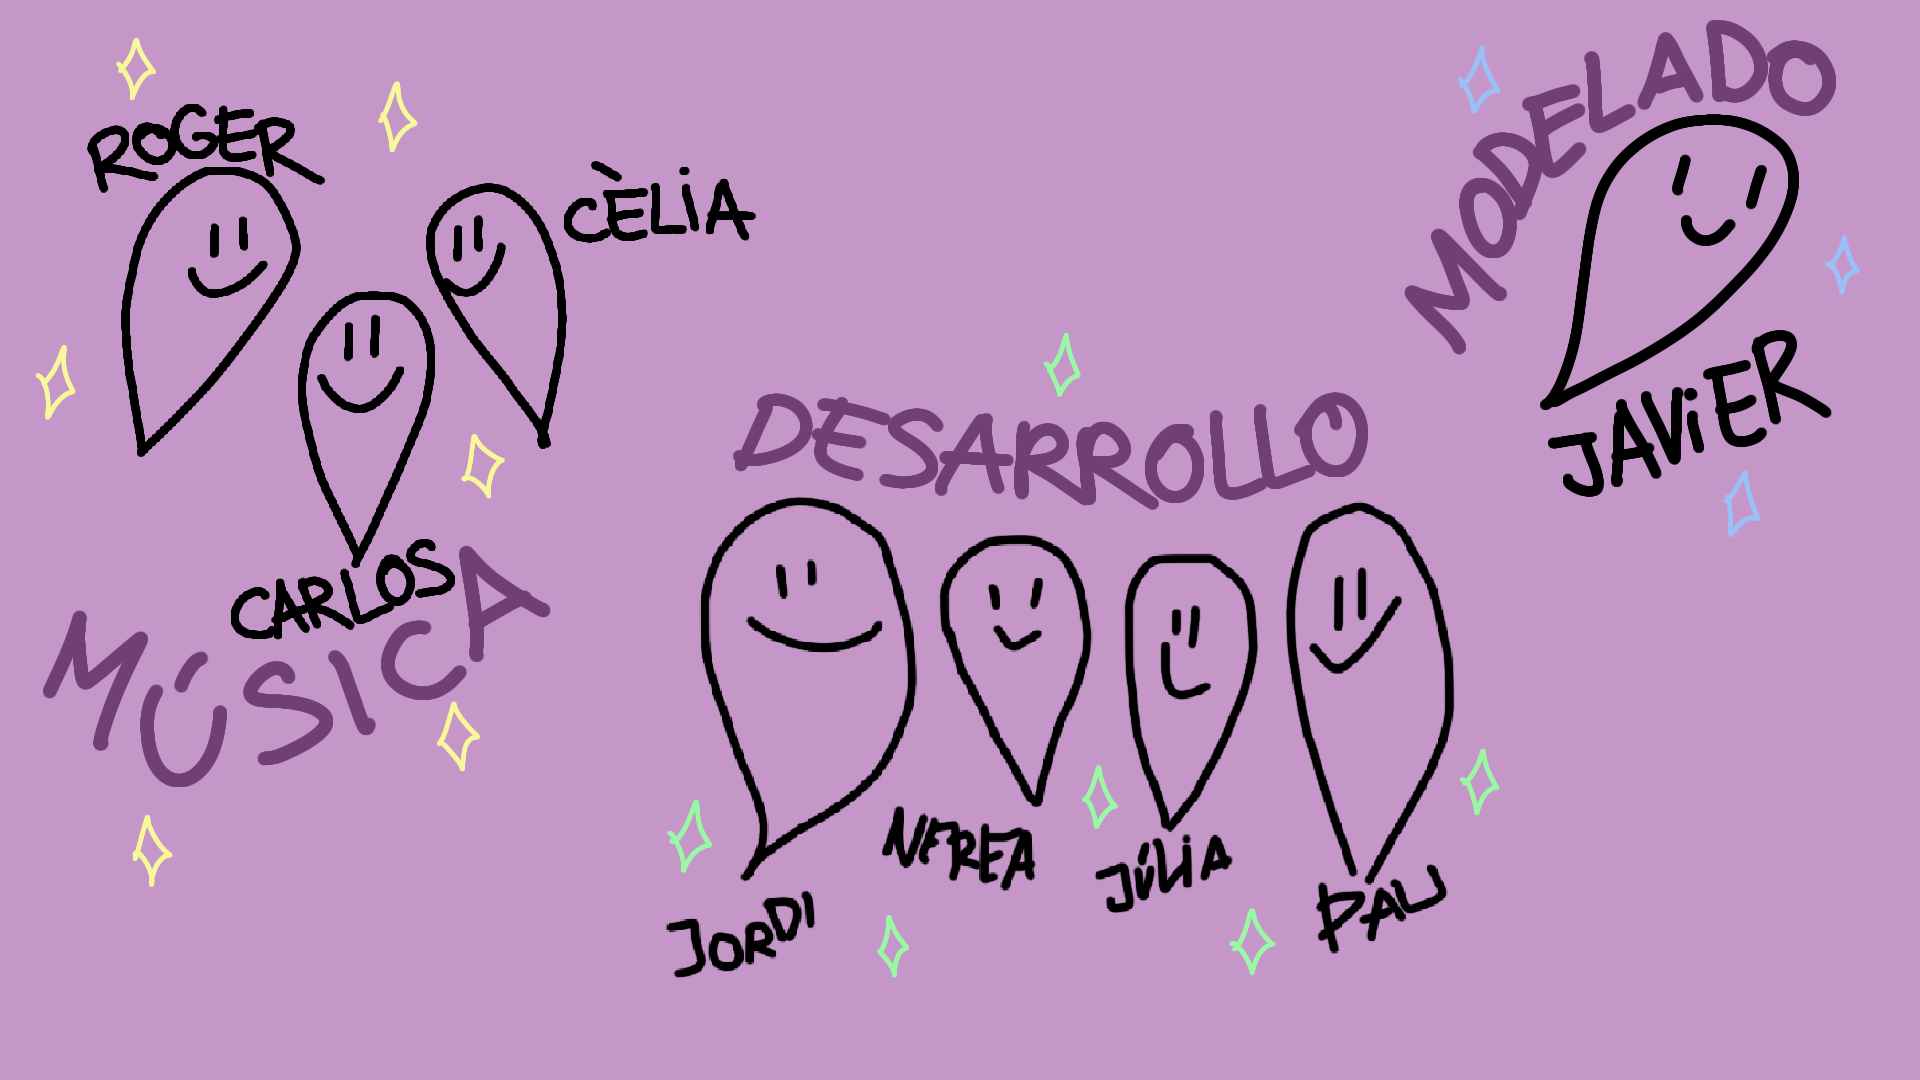 ROGER
CÈLiA
CARLOS
MÚSICA
DESARROLLO
JORDI
NEREA
JÚLiA
PAU
MODELADO
JAViER